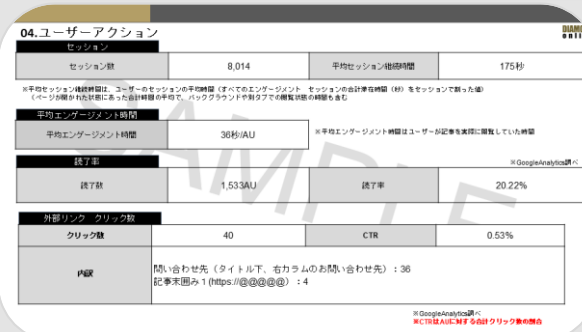 04.ユーザーアクション
DIAMO
onli
セッション
セッション数 8,014 平均セッション継続時間 175秒
※平均セッション継続時間は、ユーザーのセッションの平均時間（すべてのエンゲージメント セッションの合計滞在時間（秒）をセッションで割った値）
（ページが開かれた状態にあった合計時間の平均で、バックグラウンドや別タブでの閲覧状態の時間も含む
平均エンゲージメント時間
平均エンゲージメント時間 36秒/AU ※平均エンゲージメント時間はユーザーが記事を実際に閲覧していた時間
読了率
※GoogleAnalytics調べ
読了数 1,533AU 読了率 20.22%
外部リンク クリック数
クリック数 40 CTR 0.53%
内訳
問い合わせ先（タイトル下、右カラムのお問い合わせ先）：36
記事末囲み1(https://@@@@@)：4
※GoogleAnalytics調べ
※CTRはAUに対する合計クリック数の割合
SAMPLE